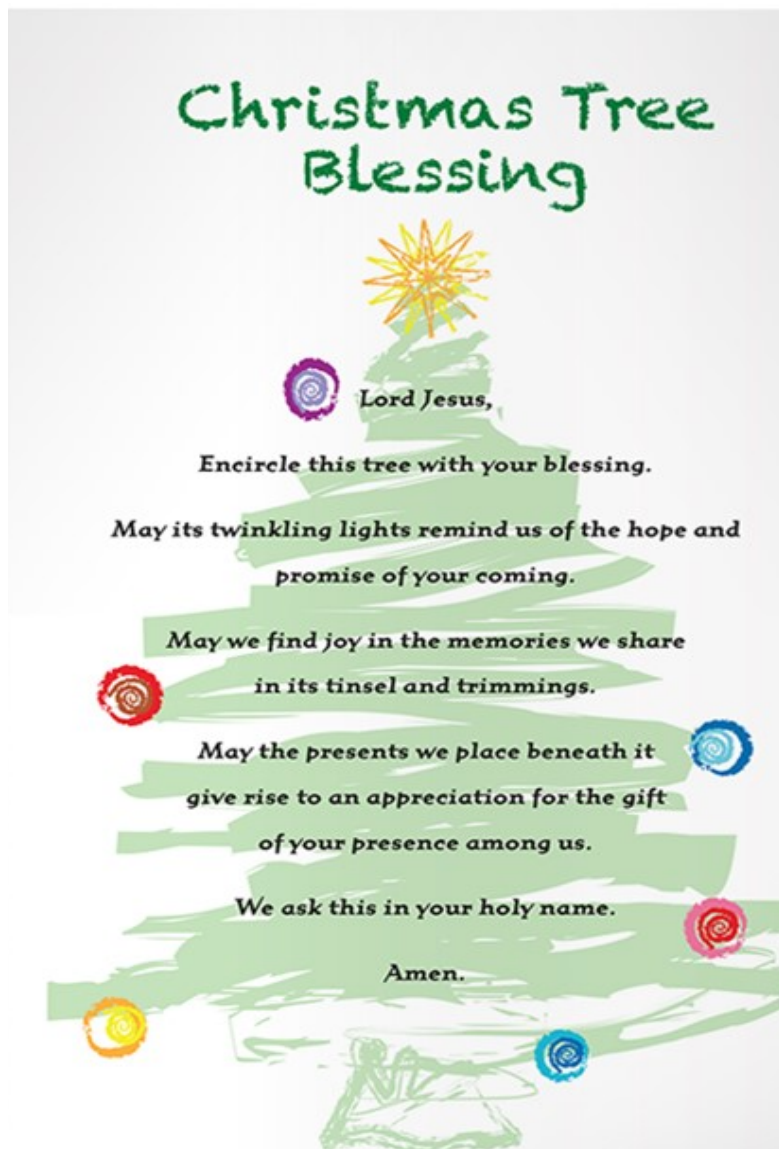 Christmas Tree
Blessing
Lord Jesus,
Encircle this tree with your blessing.
May its twinkling lights remind us of the hope and
promise of your coming.
May we find joy in the memories we share
in its tinsel and trimmings.
May the presents we place beneath it
give rise to an appreciation for the gift
of your presence among us.
We ask this in your holy name.
Amen.